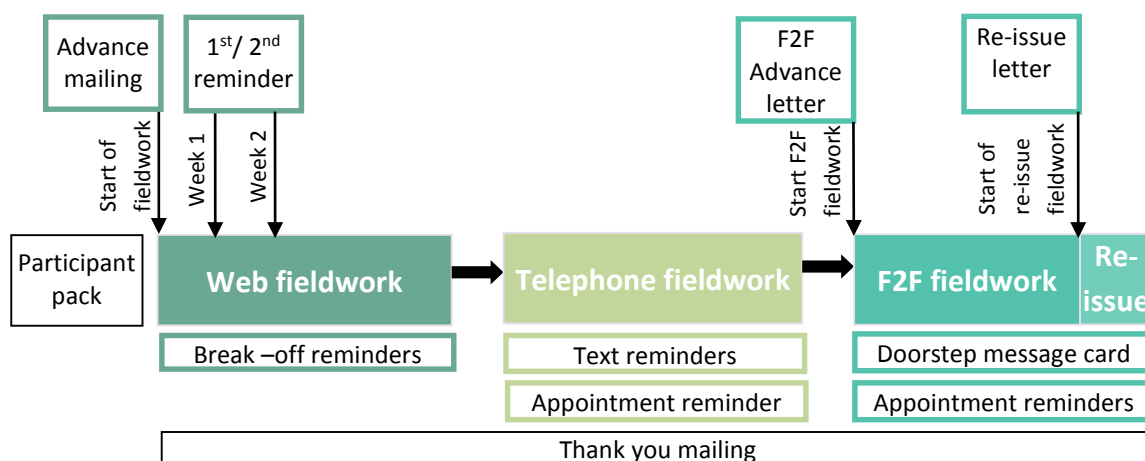 Advance
mailing
1st/ 2nd
reminder
F2F
Advance
letter
Re-issue
letter
Start of
fieldwork
Week 1
Week 2
Start F2F
fieldwork
Start of
re-issue
fieldwork
Participant
pack
Web fieldwork
Telephone fieldwork
F2F fieldwork
Re-
issue
Break –off reminders
Text reminders
Doorstep message card
Appointment reminder
Appointment reminders
Thank you mailing